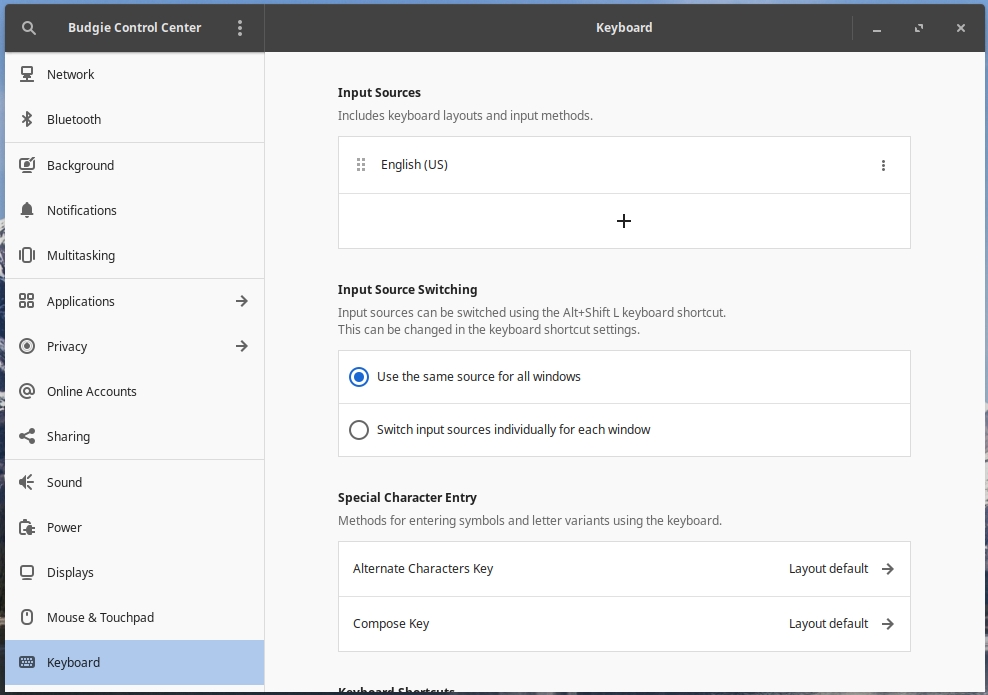 Budgie Control Center
Keyboard
Network
Bluetooth
Background
Notifications
Multitasking
Applications
Privacy
Online Accounts
Sharing
Sound
Power
Displays
Mouse & Touchpad
Keyboard
Input Sources
Includes keyboard layouts and input methods.
English (US)
Input Source Switching
Input sources can be switched using the Alt+Shift L keyboard shortcut.
This can be changed in the keyboard shortcut settings.
Use the same source for all windows
Switch input sources individually for each window
Special Character Entry
Methods for entering symbols and letter variants using the keyboard.
Alternate Characters Key Layout default
Compose Key Layout default
Keyboard Shortcuts